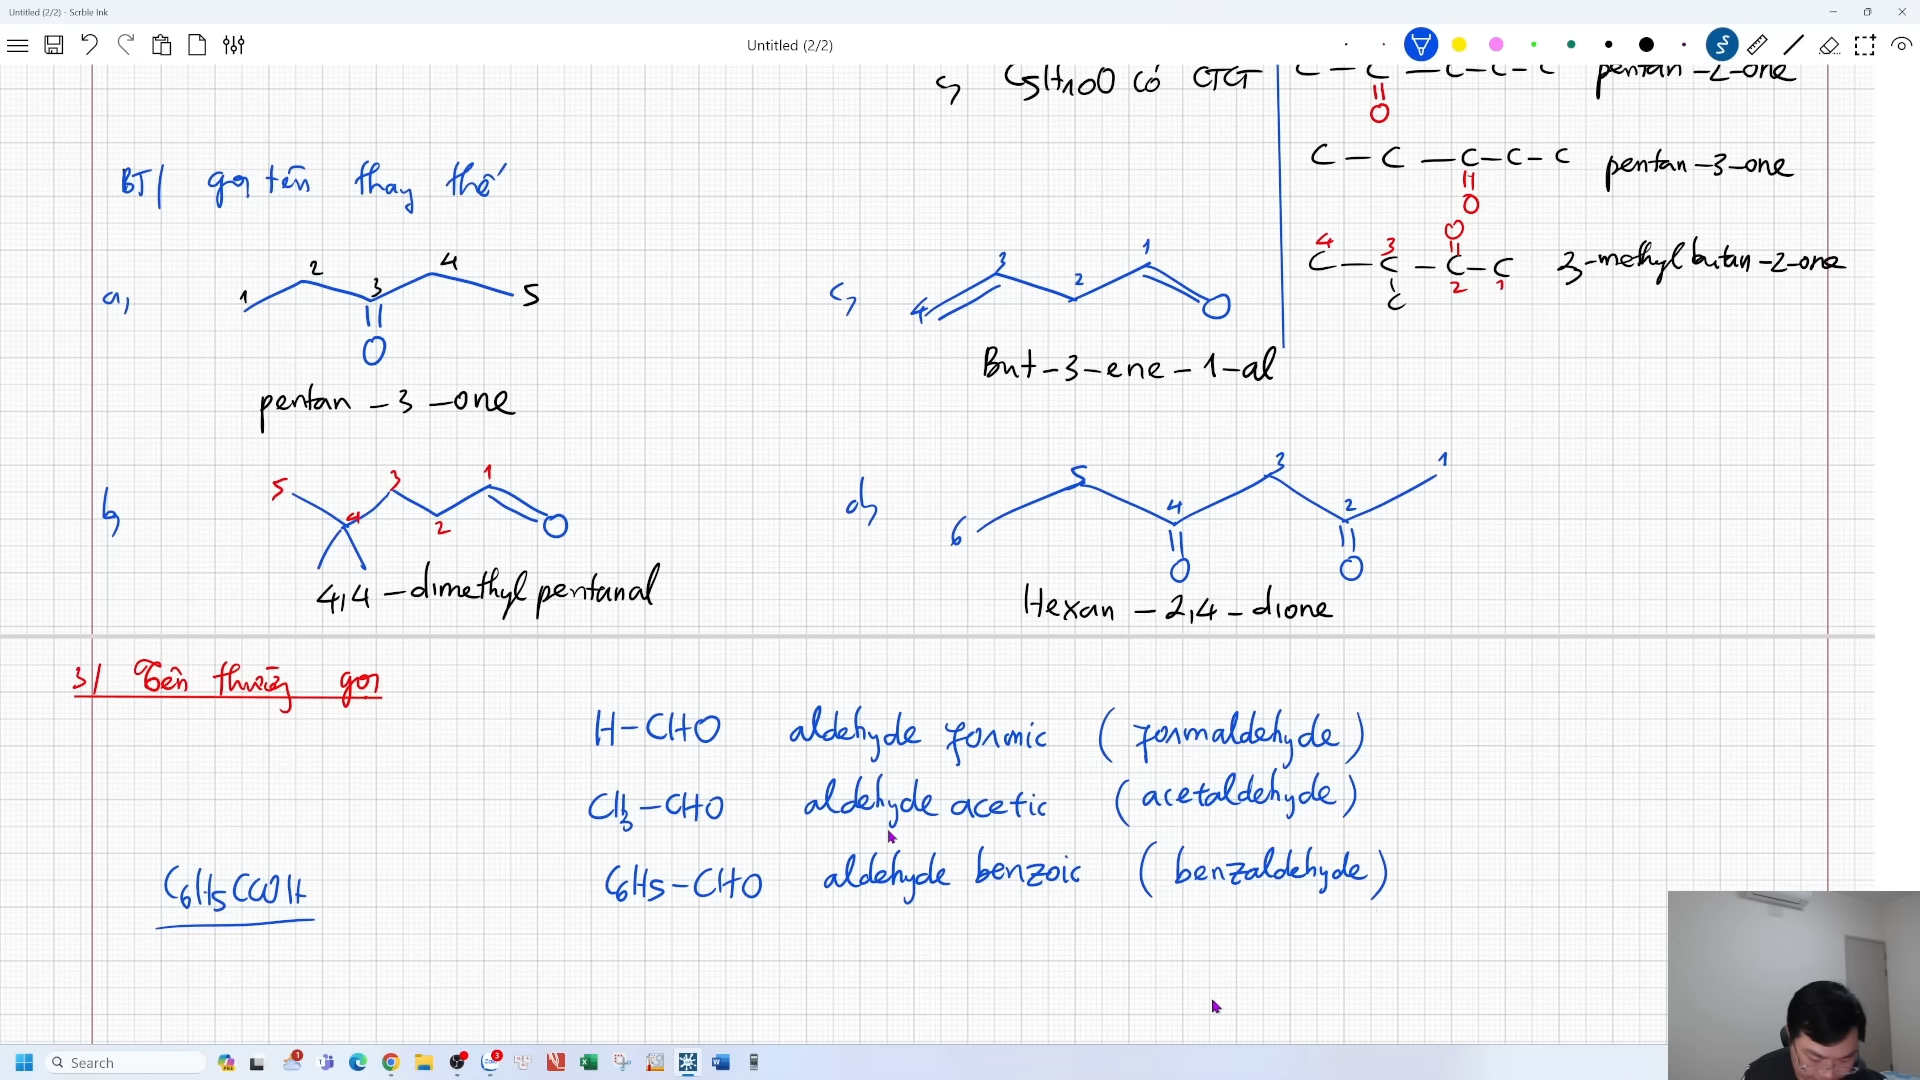 Untitled (2/2) - Scrble Ink
Untitled (2/2)
c, C5H10O có CTCT
C – C – C – C – C pentan – 2 – one
O
C – C – C – C – C pentan – 3 – one
O
BT/ gọi tên thay thế
a,
1 2 3 4 5
O
pentan – 3 – one
c,
4 3 2 1
O
But – 3 – ene – 1 – al
O
4 3
C – C – C – C 3-methyl butan – 2 – one
2 1
C
b,
5 4 3 2 1
O
4,4 – dimethyl pentanal
d,
6 5 4 3 2 1
O O
Hexan – 2,4 – dione
3/ Tên thường gọi
H – CHO aldehyde formic ( formaldehyde )
CH3 – CHO aldehyde acetic ( acetaldehyde )
C6H5COOH
C6H5 – CHO aldehyde benzoic ( benzaldehyde )
Search